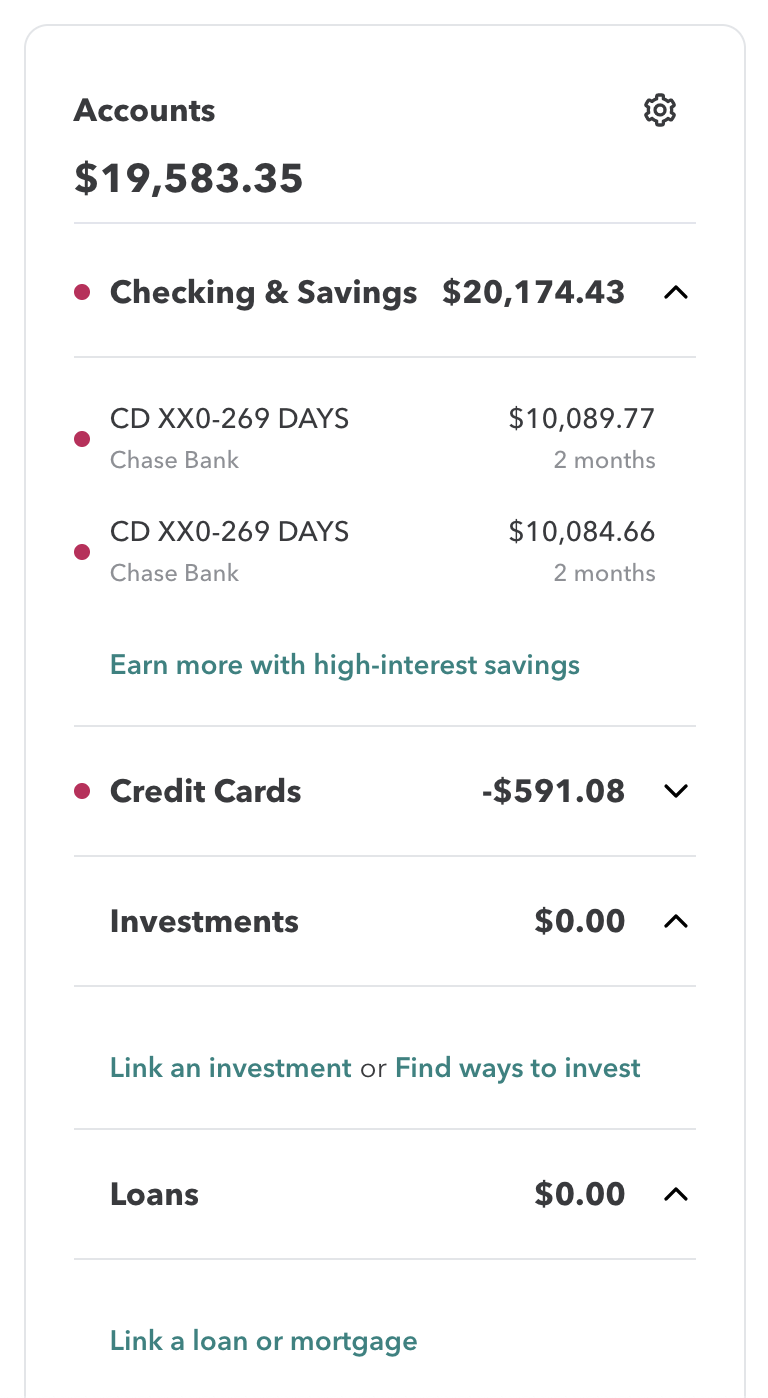 Accounts
$19,583.35
Checking & Savings $20,174.43
CD XX0-269 DAYS $10,089.77
Chase Bank 2 months
CD XX0-269 DAYS $10,084.66
Chase Bank 2 months
Earn more with high-interest savings
Credit Cards -$591.08
Investments $0.00
Link an investment or Find ways to invest
Loans $0.00
Link a loan or mortgage